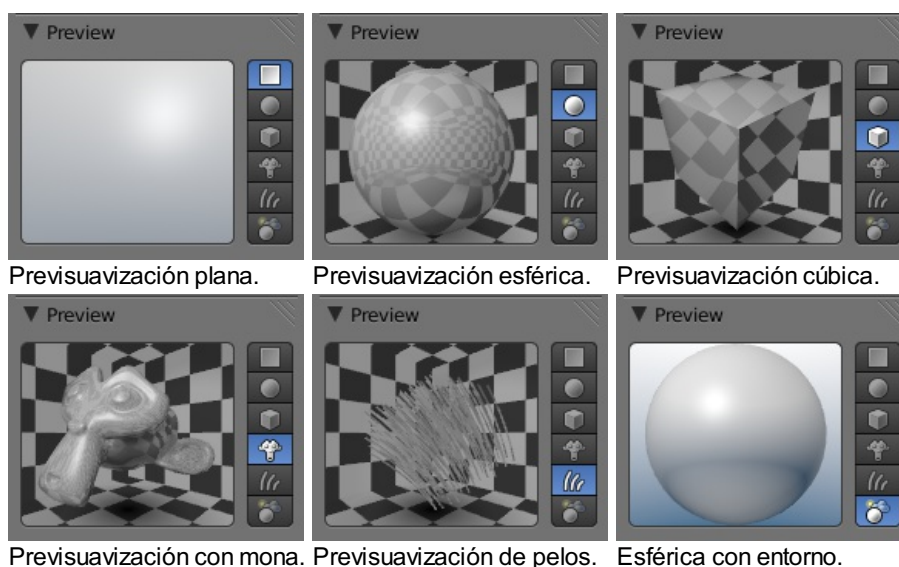 Preview
Preview
Preview
Previsuavización plana.
Previsuavización esférica.
Previsuavización cúbica.
Preview
Preview
Preview
Previsuavización con mona.
Previsuavización de pelos.
Esférica con entorno.